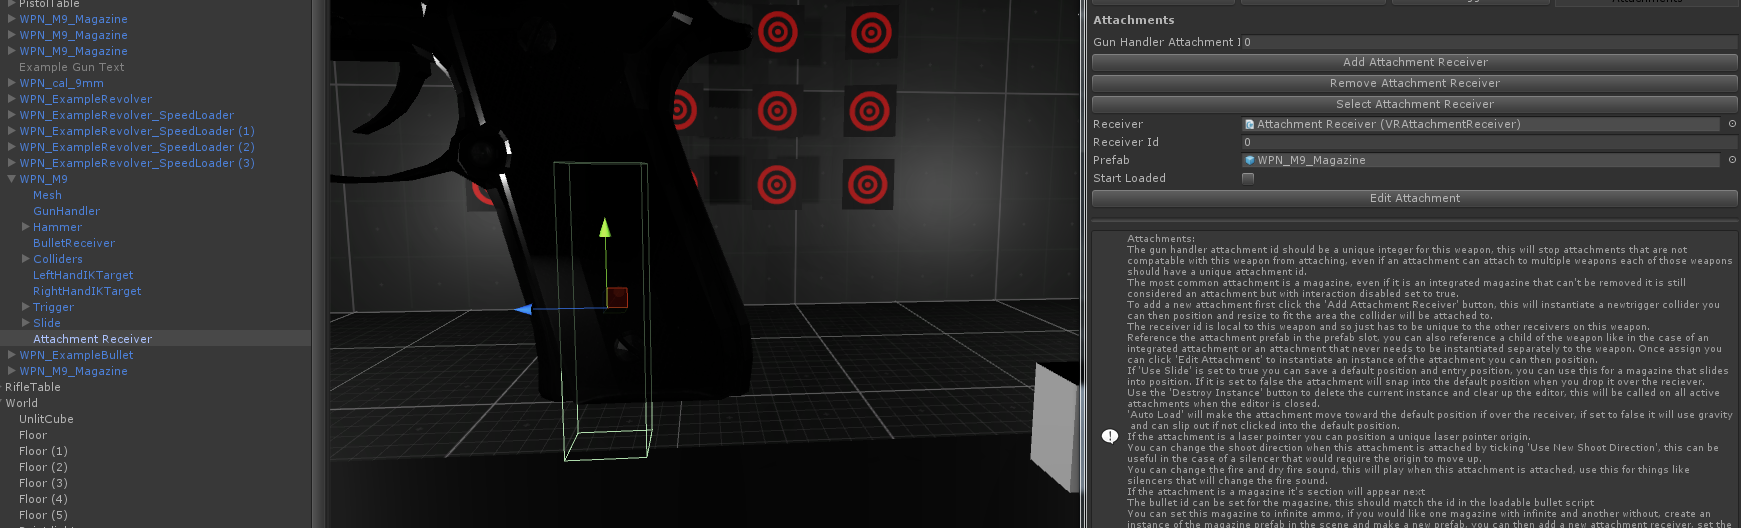 PistolTable
WPN_M9_Magazine
WPN_M9_Magazine
WPN_M9_Magazine
Example Gun Text
WPN_cal_9mm
WPN_ExampleRevolver
WPN_ExampleRevolver_SpeedLoader
WPN_ExampleRevolver_SpeedLoader (1)
WPN_ExampleRevolver_SpeedLoader (2)
WPN_ExampleRevolver_SpeedLoader (3)
WPN_M9
Mesh
GunHandler
Hammer
BulletReceiver
Colliders
LeftHandIKTarget
RightHandIKTarget
Trigger
Slide
Attachment Receiver
WPN_ExampleBullet
WPN_M9_Magazine
RifleTable
World
UnlitCube
Floor
Floor (1)
Floor (2)
Floor (3)
Floor (4)
Floor (5)
Attachments
Gun Handler Attachment I 0
Add Attachment Receiver
Remove Attachment Receiver
Select Attachment Receiver
Receiver Attachment Receiver (VRAttachmentReceiver)
Receiver Id 0
Prefab WPN_M9_Magazine
Start Loaded
Edit Attachment
Attachments:
The gun handler attachment id should be a unique integer for this weapon, this will stop attachments that are not
compatable with this weapon from attaching, even if an attachment can attach to multiple weapons each of those weapons
should have a unique attachment id.
The most common attachment is a magazine, even if it is an integrated magazine that can't be removed it is still
considered an attachment but with interaction disabled set to true.
To add a new attachment first click the 'Add Attachment Receiver' button, this will instantiate a newtrigger collider you
can then position and resize to fit the area the collider will be attached to.
The receiver id is local to this weapon and so just has to be unique to the other receivers on this weapon.
Reference the attachment prefab in the prefab slot, you can also reference a child of the weapon like in the case of an
integrated attachment or an attachment that never needs to be instantiated separately to the weapon. Once assign you
can click 'Edit Attachment' to instantiate an instance of the attachment you can then position.
If 'Use Slide' is set to true you can save a default position and entry position, you can use this for a magazine that slides
into position. If it is set to false the attachment will snap into the default position when you drop it over the reciever.
Use the 'Destroy Instance' button to delete the current instance and clear up the editor, this will be called on all active
attachments when the editor is closed.
'Auto Load' will make the attachment move toward the default position if over the receiver, if set to false it will use gravity
and can slip out if not clicked into the default position.
If the attachment is a laser pointer you can position a unique laser pointer origin.
You can change the shoot direction when this attachment is attached by ticking 'Use New Shoot Direction', this can be
useful in the case of a silencer that would require the origin to move up.
You can change the fire and dry fire sound, this will play when this attachment is attached, use this for things like
silencers that will change the fire sound.
If the attachment is a magazine it's section will appear next
The bullet id can be set for the magazine, this should match the id in the loadable bullet script
You can set this magazine to infinite ammo, if you would like one magazine with infinite and another without, create an
instance of the magazine prefab in the scene and make a new prefab, you can then add a new attachment receiver, set the